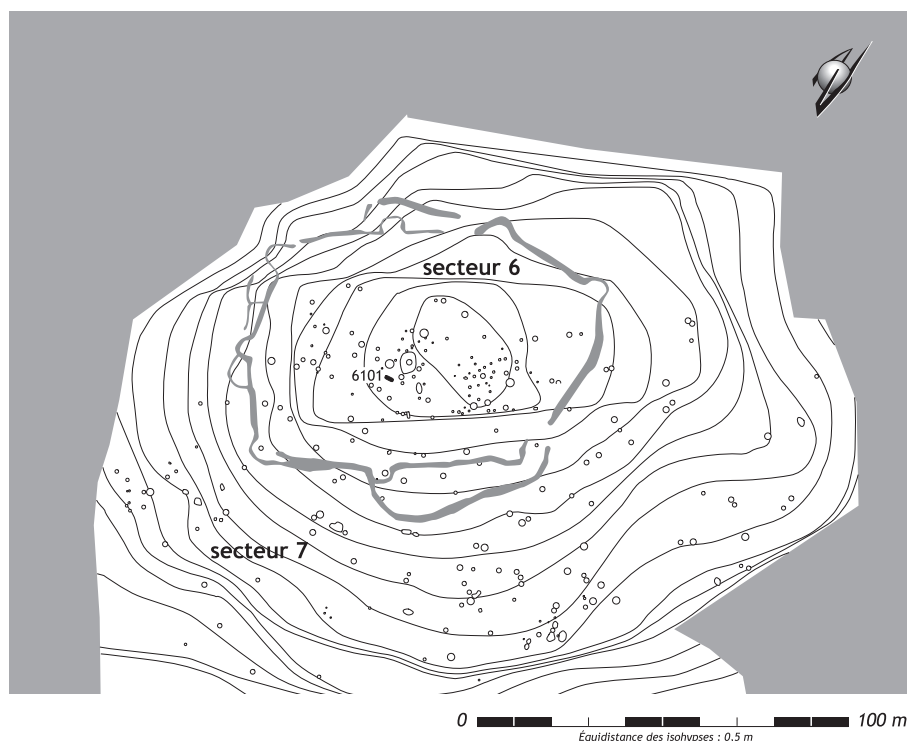 secteur 6
6101
secteur 7
0 100 m
Équidistance des isohypses : 0.5 m